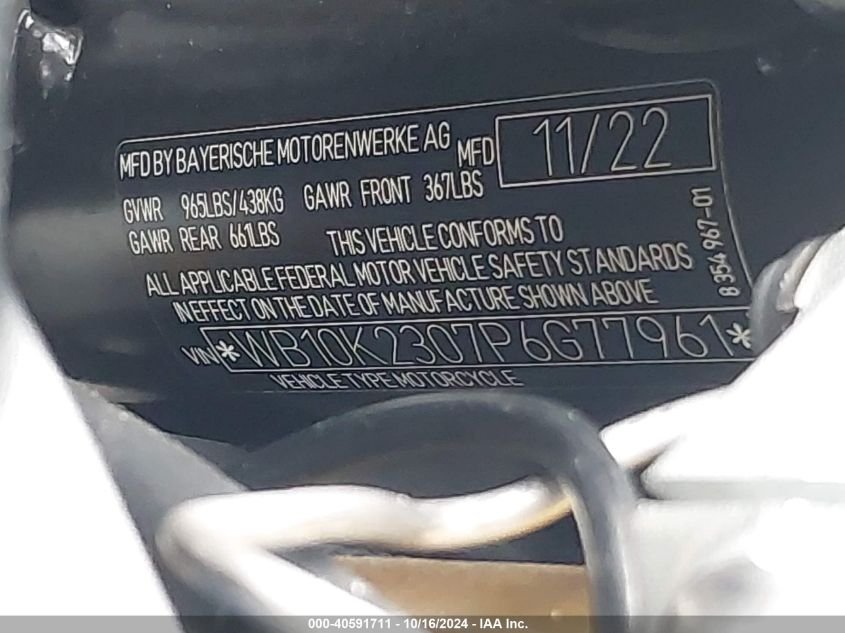 MFD BY BAYERISCHE MOTORENWERKE AG MFD 11/22
GVWR 965LBS/438KG GAWR FRONT 367LBS
GAWR REAR 661LBS THIS VEHICLE CONFORMS TO
ALL APPLICABLE FEDERAL MOTOR VEHICLE SAFETY STANDARDS
IN EFFECT ON THE DATE OF MANUFACTURE SHOWN ABOVE
VIN *WB10K2307P6G77961*
VEHICLE TYPE MOTORCYCLE
8 354 967-01
000-40591711 - 10/16/2024 - IAA Inc.